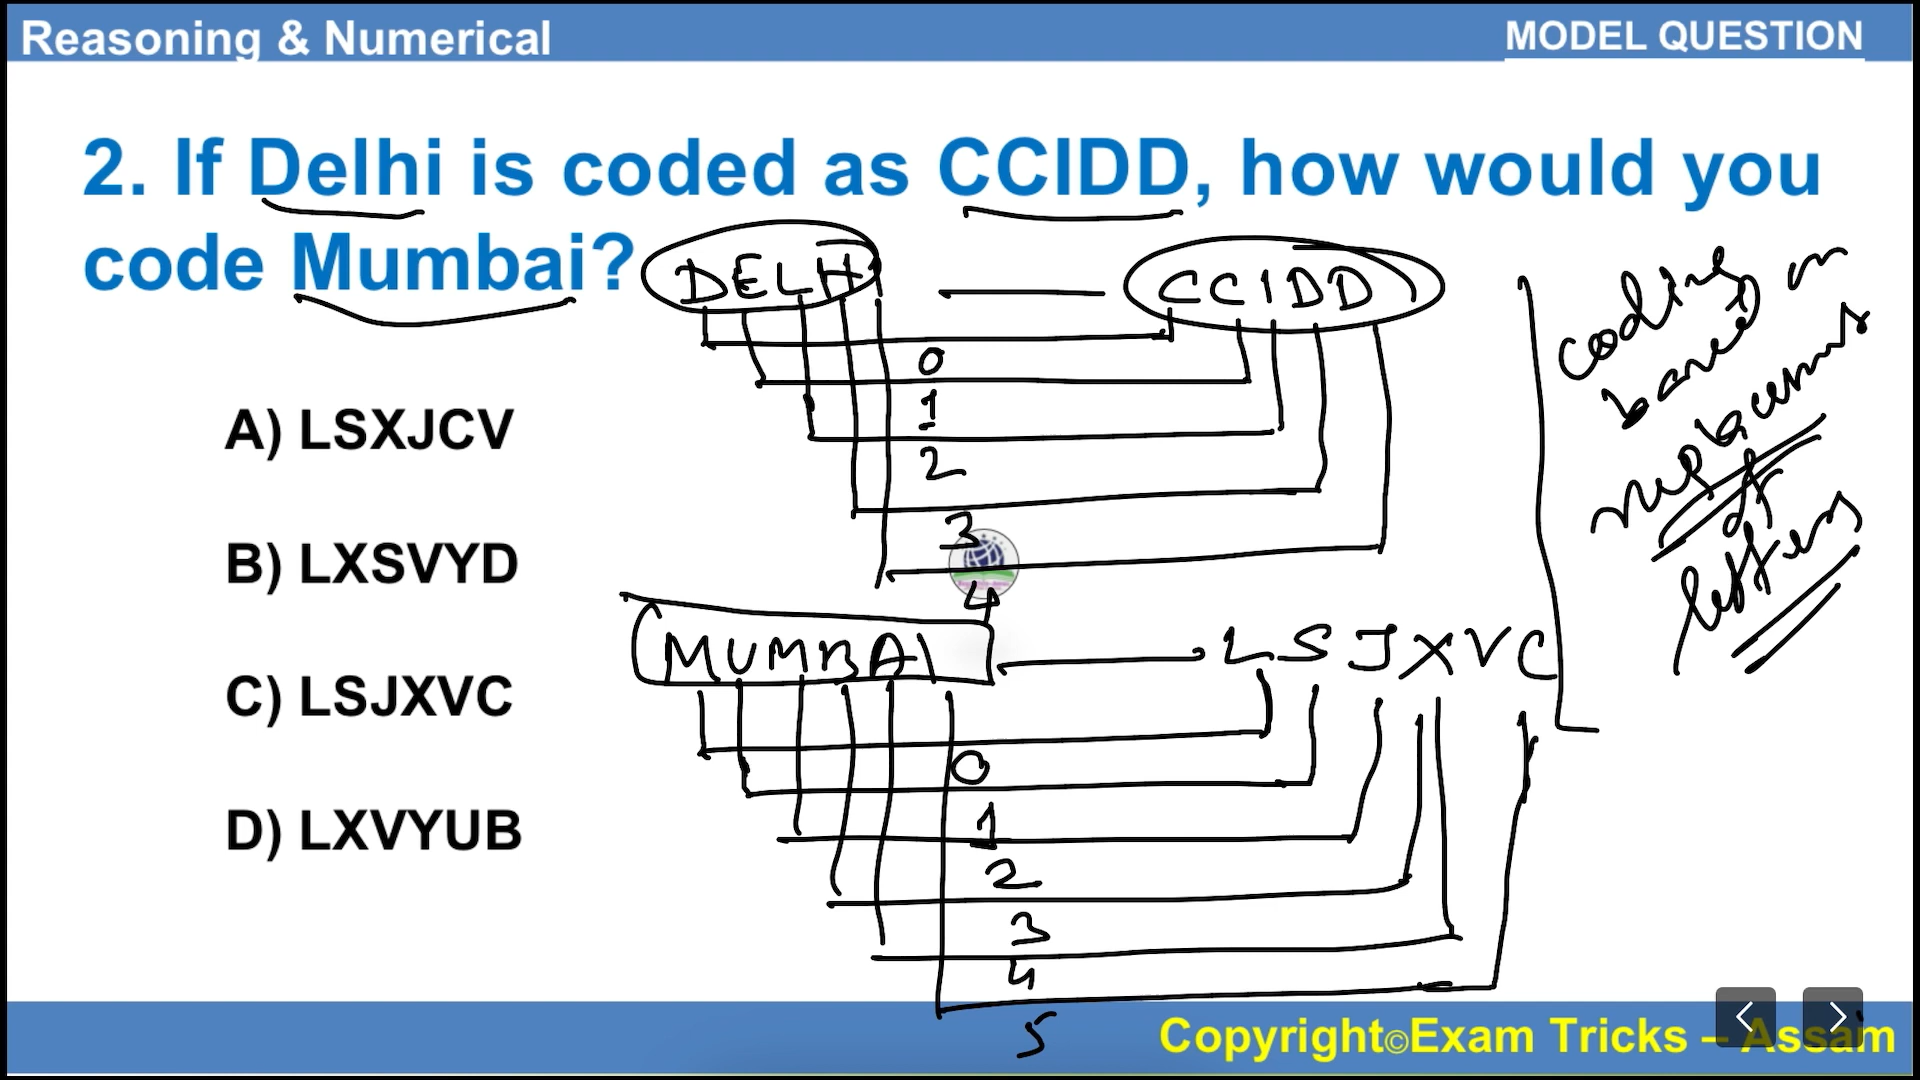 Reasoning & Numerical
MODEL QUESTION
2. If Delhi is coded as CCIDD, how would you
code Mumbai?
DELHI CCIDD
0
1
2
3
4
A) LSXJCV
B) LXSVYD
C) LSJXVC
D) LXVYUB
MUMBAI LSJXVC
0
1
2
3
4
5
coding
based on
replacements
of
letters
Copyright©Exam Tricks – Assam